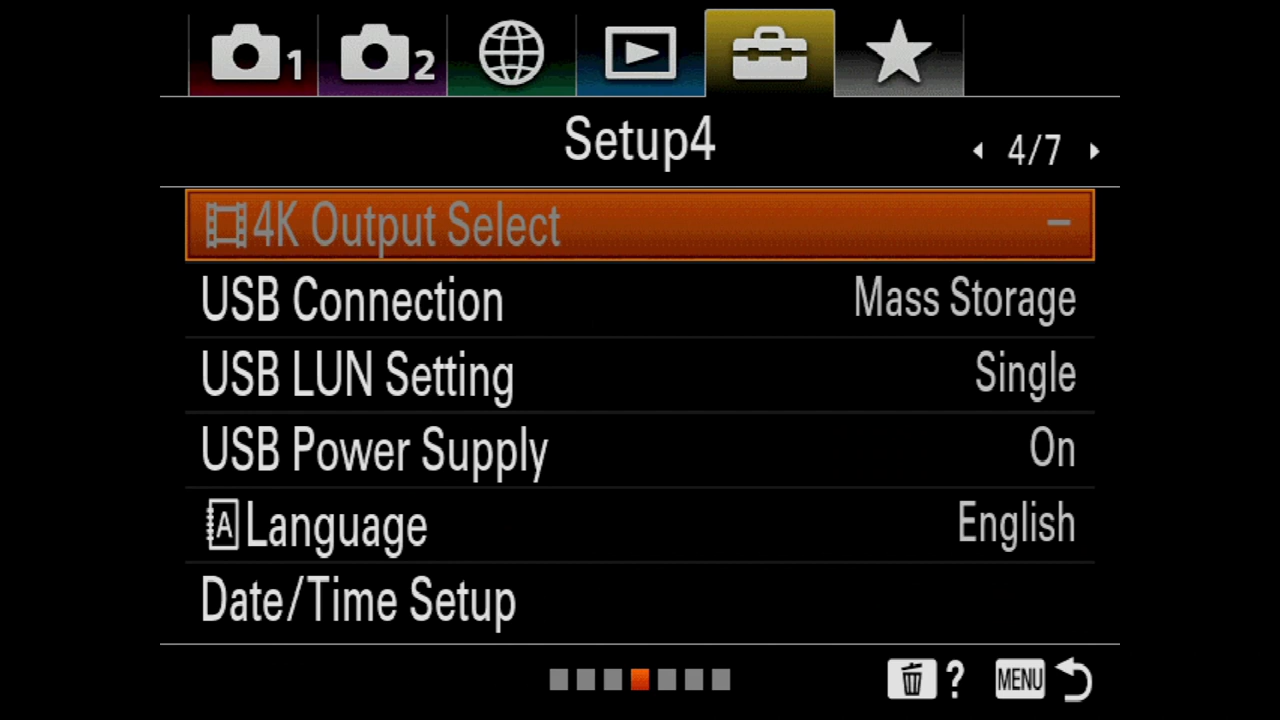 1 2
Setup4 4/7
4K Output Select –
USB Connection Mass Storage
USB LUN Setting Single
USB Power Supply On
A Language English
Date/Time Setup
? MENU